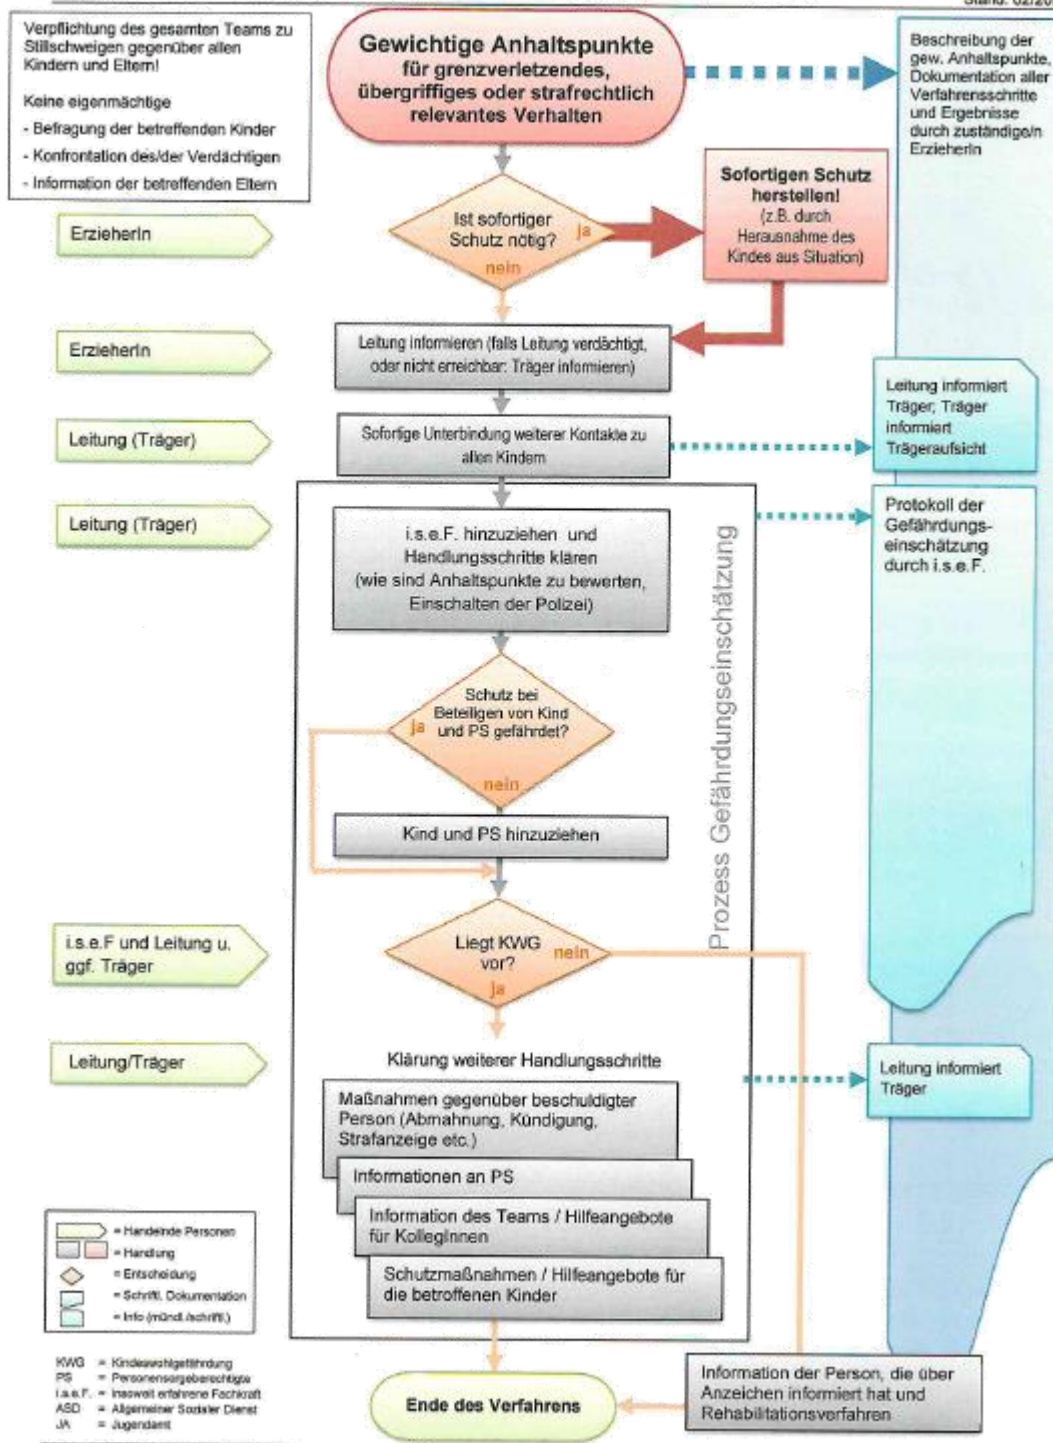 Stand: 02/20
Verpflichtung des gesamten Teams zu
Stillschweigen gegenüber allen
Kindern und Eltern!
Keine eigenmächtige
- Befragung der betreffenden Kinder
- Konfrontation des/der Verdächtigen
- Information der betreffenden Eltern
Gewichtige Anhaltspunkte
für grenzverletzendes,
übergriffiges oder strafrechtlich
relevantes Verhalten
Beschreibung der
gew. Anhaltspunkte,
Dokumentation aller
Verfahrensschritte
und Ergebnisse
durch zuständige/n
ErzieherIn
ErzieherIn
Ist sofortiger
Schutz nötig?
ja
nein
Sofortigen Schutz
herstellen!
(z.B. durch
Herausnahme des
Kindes aus Situation)
ErzieherIn
Leitung informieren (falls Leitung verdächtigt,
oder nicht erreichbar: Träger informieren)
Leitung (Träger)
Sofortige Unterbindung weiterer Kontakte zu
allen Kindern
Leitung informiert
Träger; Träger
informiert
Trägeraufsicht
Leitung (Träger)
i.s.e.F. hinzuziehen und
Handlungsschritte klären
(wie sind Anhaltspunkte zu bewerten,
Einschalten der Polizei)
Prozess Gefährdungseinschätzung
Protokoll der
Gefährdungs-
einschätzung
durch i.s.e.F.
Schutz bei
Beteiligen von Kind
und PS gefährdet?
ja
nein
Kind und PS hinzuziehen
i.s.e.F und Leitung u.
ggf. Träger
Liegt KWG
vor?
nein
ja
Leitung/Träger
Klärung weiterer Handlungsschritte
Leitung informiert
Träger
Maßnahmen gegenüber beschuldigter
Person (Abmahnung, Kündigung,
Strafanzeige etc.)
Informationen an PS
Information des Teams / Hilfeangebote
für KollegInnen
Schutzmaßnahmen / Hilfeangebote für
die betroffenen Kinder
= Handelnde Personen
= Handlung
= Entscheidung
= Schriftl. Dokumentation
= Info (mündl./schriftl.)
KWG = Kindeswohlgefährdung
PS = Personensorgeberechtigte
i.s.e.F. = Insoweit erfahrene Fachkraft
ASD = Allgemeiner Sozialer Dienst
JA = Jugendamt
Ende des Verfahrens
Information der Person, die über
Anzeichen informiert hat und
Rehabilitationsverfahren